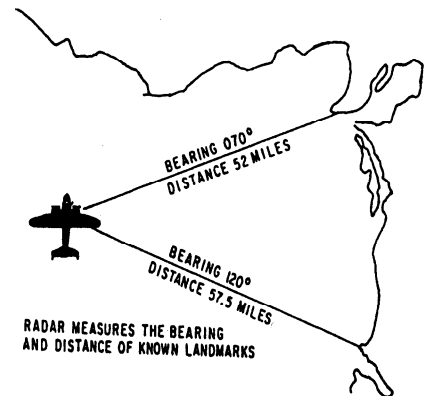 BEARING 070°
DISTANCE 52 MILES
BEARING 120°
DISTANCE 57.5 MILES
RADAR MEASURES THE BEARING
AND DISTANCE OF KNOWN LANDMARKS